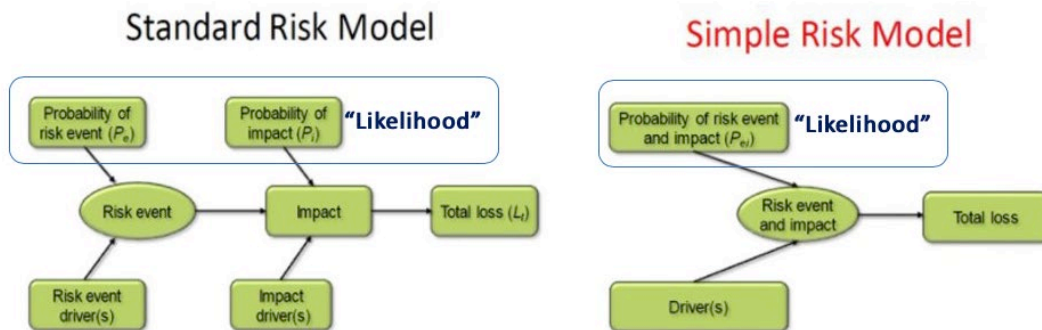 Standard Risk Model
Probability of
risk event (Pe)
Probability of
impact (Pi)
“Likelihood”
Risk event
Impact
Total loss (Lt)
Risk event
driver(s)
Impact
driver(s)
Simple Risk Model
Probability of risk event
and impact (Pei)
“Likelihood”
Risk event
and impact
Total loss
Driver(s)